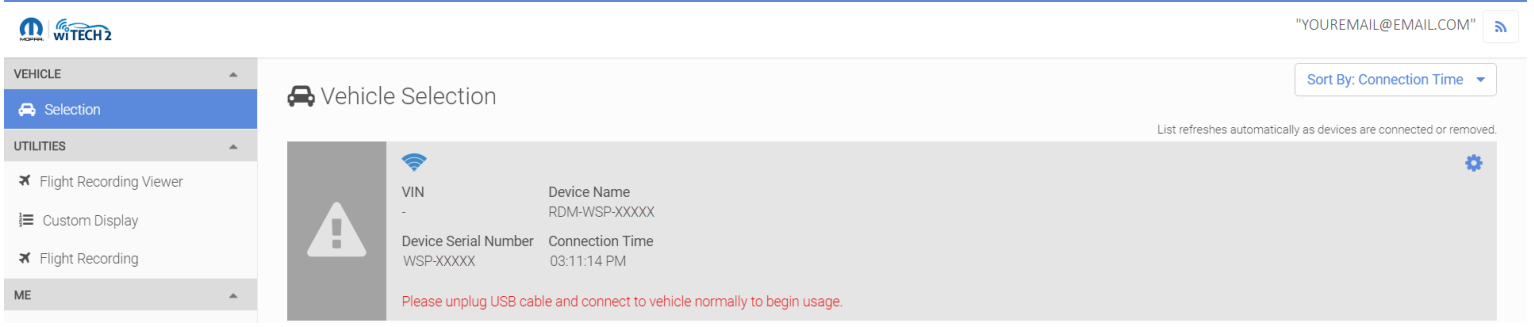 MOPAR
wiTECH 2
"YOUREMAIL@EMAIL.COM"
VEHICLE
Selection
UTILITIES
Flight Recording Viewer
Custom Display
Flight Recording
ME
Vehicle Selection
Sort By: Connection Time
List refreshes automatically as devices are connected or removed.
VIN
-
Device Name
RDM-WSP-XXXXX
Device Serial Number
WSP-XXXXX
Connection Time
03:11:14 PM
Please unplug USB cable and connect to vehicle normally to begin usage.